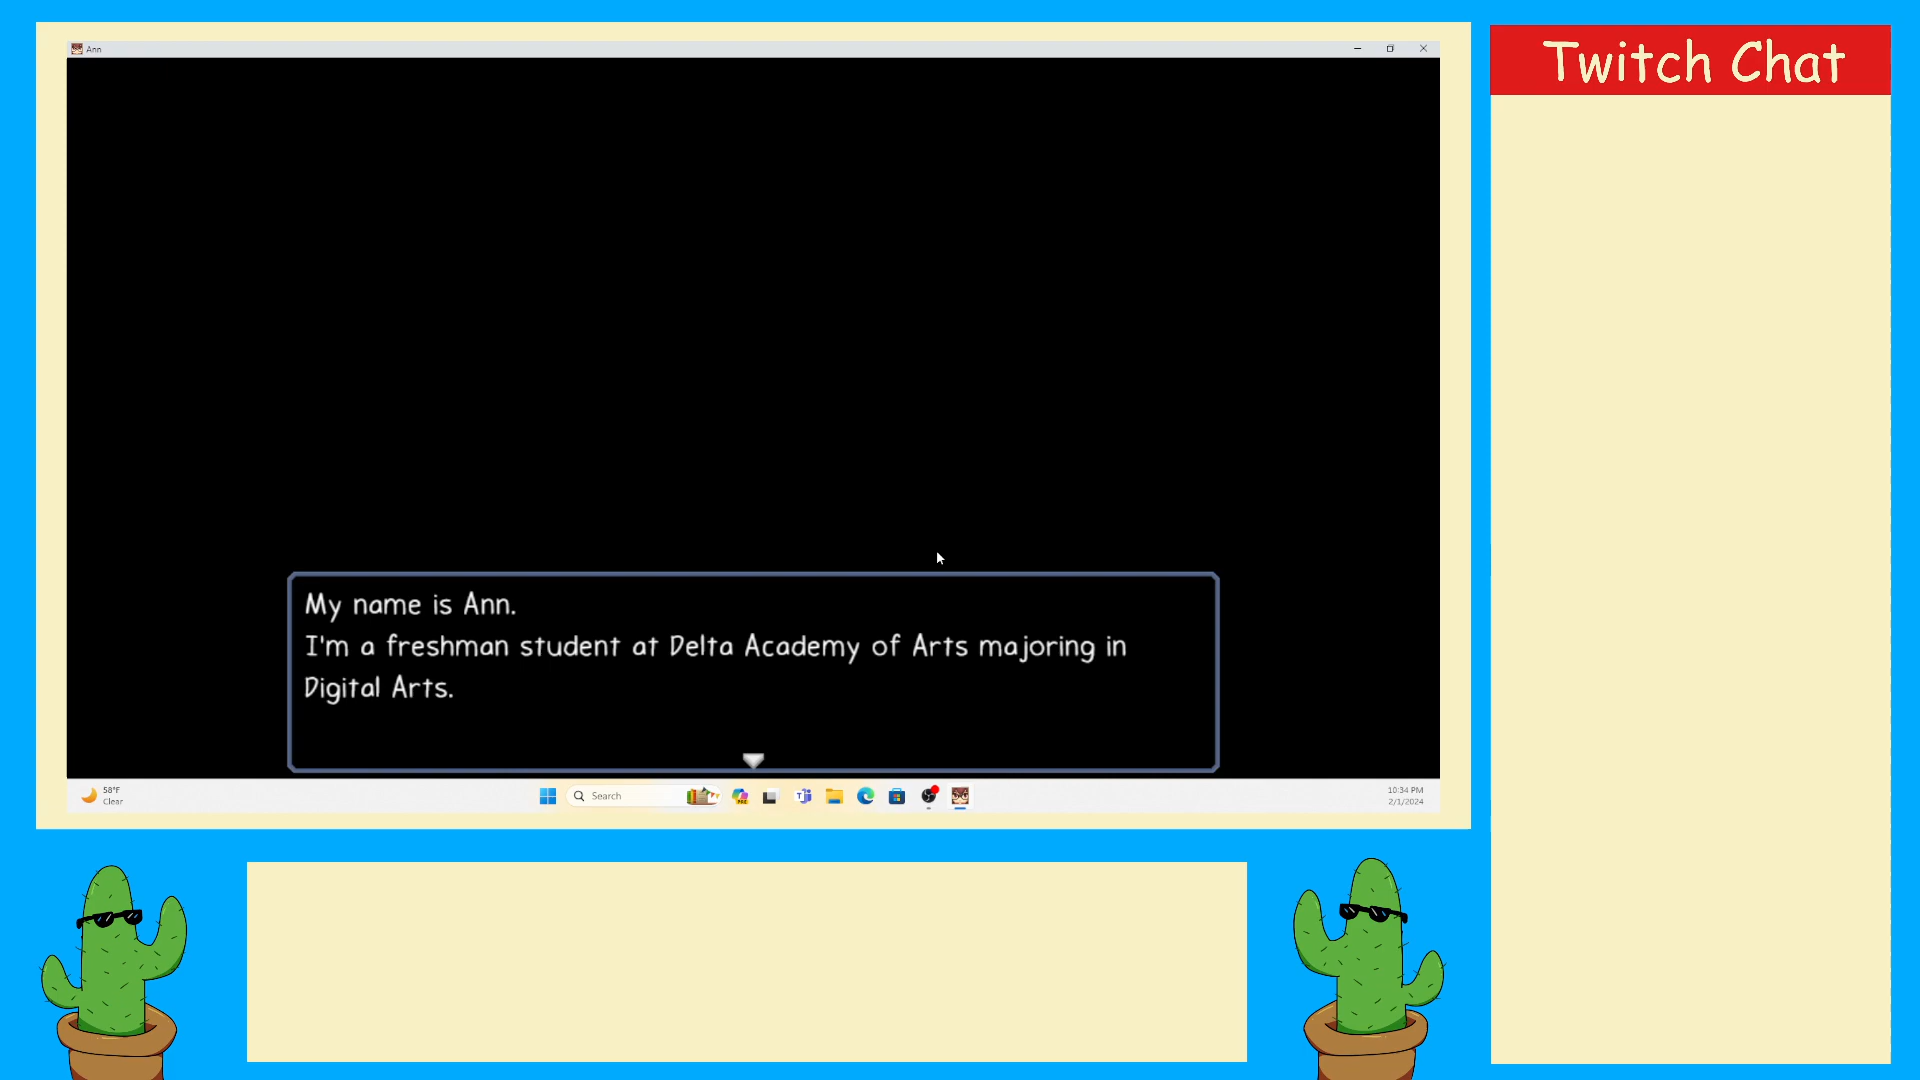 Ann
Twitch Chat
My name is Ann.
I'm a freshman student at Delta Academy of Arts majoring in
Digital Arts.
58°F
Clear
Search
10:34 PM
2/1/2024